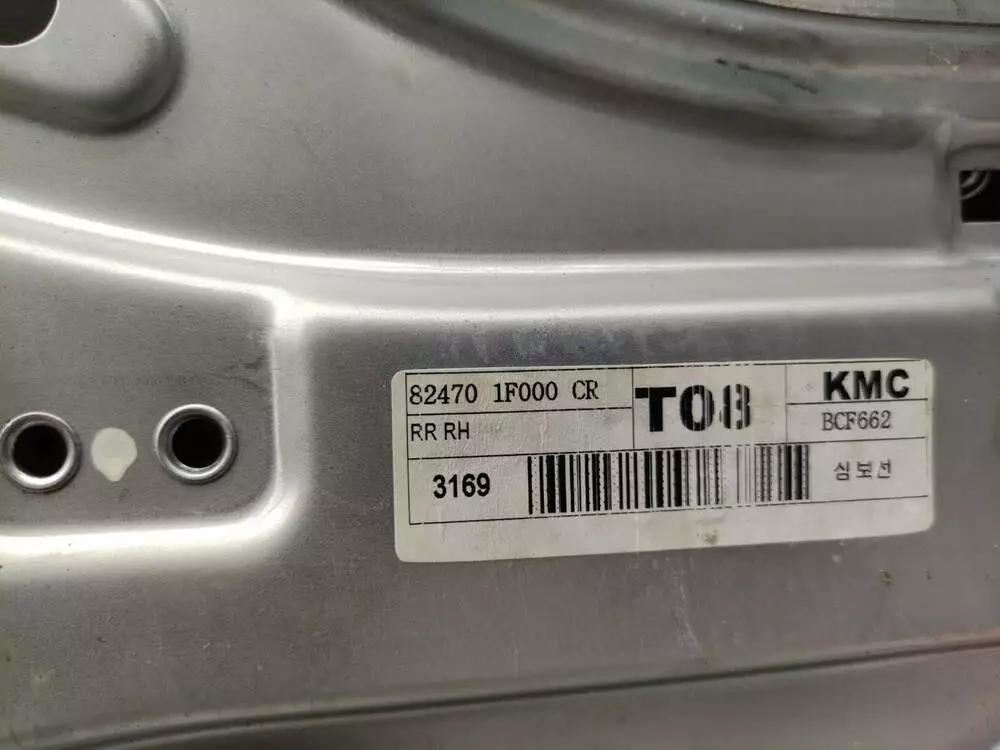 82470 1F000 CR
RR RH
T08
KMC
BCF662
3169
심보선